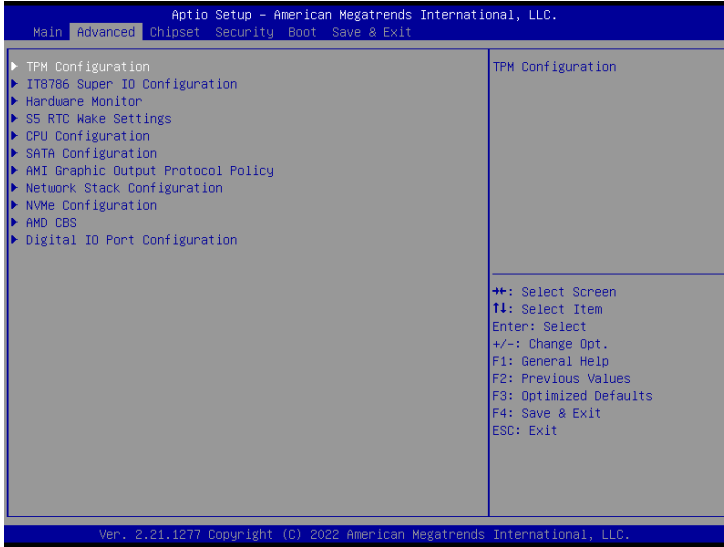 Aptio Setup – American Megatrends International, LLC.
Main Advanced Chipset Security Boot Save & Exit
▶ TPM Configuration
▶ IT8786 Super IO Configuration
▶ Hardware Monitor
▶ S5 RTC Wake Settings
▶ CPU Configuration
▶ SATA Configuration
▶ AMI Graphic Output Protocol Policy
▶ Network Stack Configuration
▶ NVMe Configuration
▶ AMD CBS
▶ Digital IO Port Configuration
TPM Configuration
→←: Select Screen
↑↓: Select Item
Enter: Select
+/-: Change Opt.
F1: General Help
F2: Previous Values
F3: Optimized Defaults
F4: Save & Exit
ESC: Exit
Ver. 2.21.1277 Copyright (C) 2022 American Megatrends International, LLC.